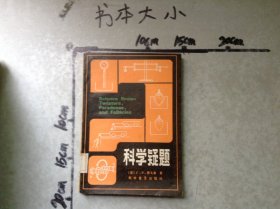 书本大小
10cm
15cm
20cm
20cm 15cm 10cm
Science Brain-
Twisters,
Paradoxes,
and Fallacies
科学疑题